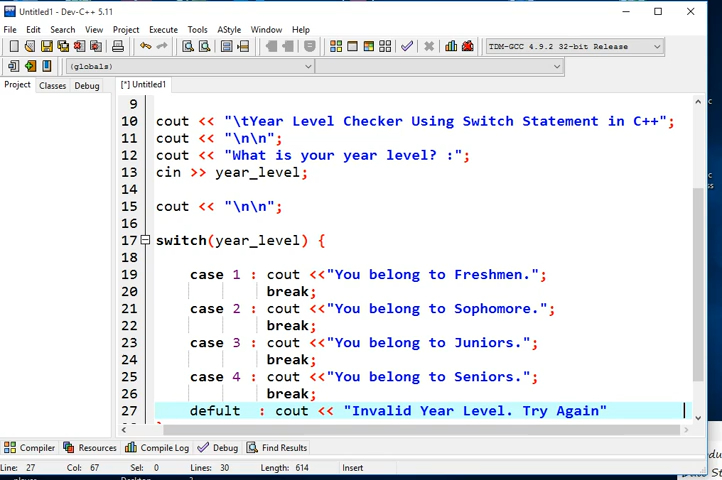 Untitled1 - Dev-C++ 5.11
File Edit Search View Project Execute Tools AStyle Window Help
TDM-GCC 4.9.2 32-bit Release
(globals)
Project Classes Debug [*] Untitled1
9
10 cout << "\tYear Level Checker Using Switch Statement in C++";
11 cout << "\n\n";
12 cout << "What is your year level? :";
13 cin >> year_level;
14
15 cout << "\n\n";
16
17 switch(year_level) {
18
19 case 1 : cout <<"You belong to Freshmen.";
20 break;
21 case 2 : cout <<"You belong to Sophomore.";
22 break;
23 case 3 : cout <<"You belong to Juniors.";
24 break;
25 case 4 : cout <<"You belong to Seniors.";
26 break;
27 defult : cout << "Invalid Year Level. Try Again"
Compiler Resources Compile Log Debug Find Results
Line: 27 Col: 67 Sel: 0 Lines: 30 Length: 614 Insert